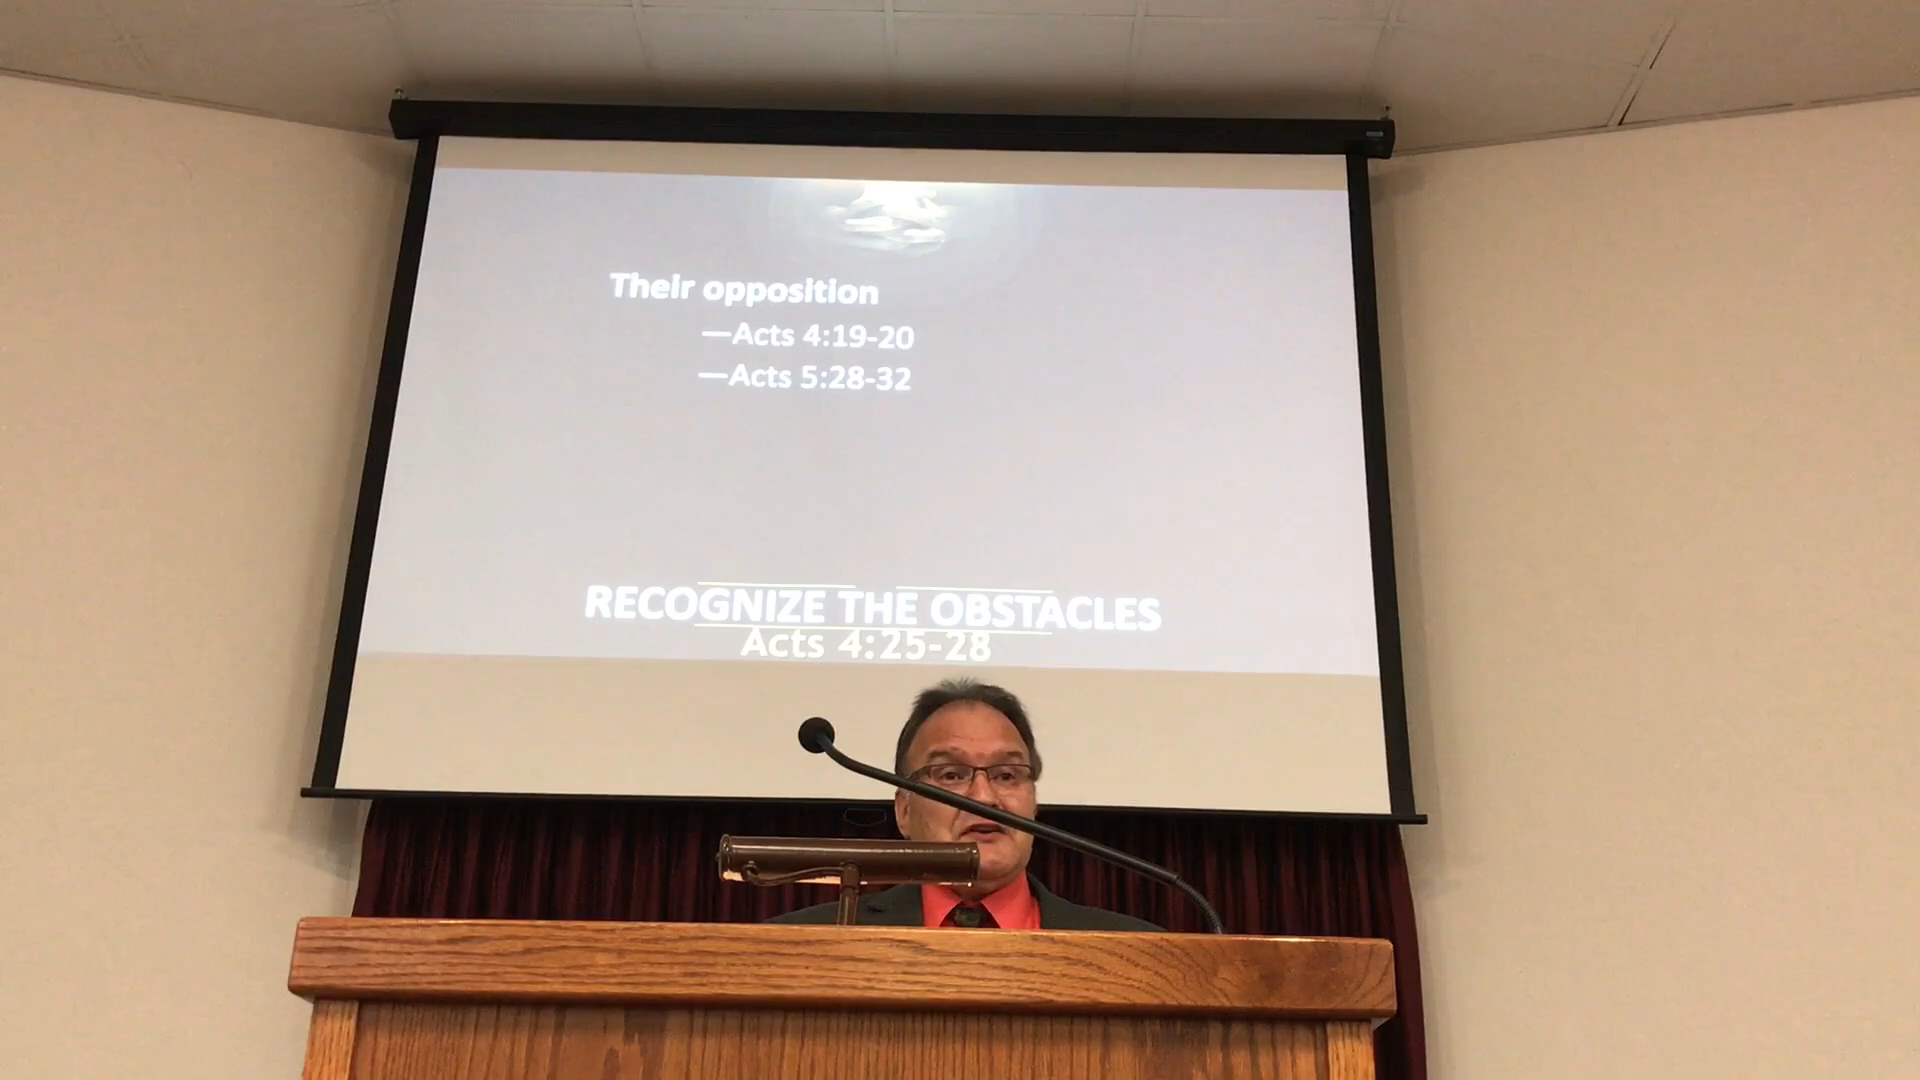 Their opposition
—Acts 4:19-20
—Acts 5:28-32
RECOGNIZE THE OBSTACLES
Acts 4:25-28